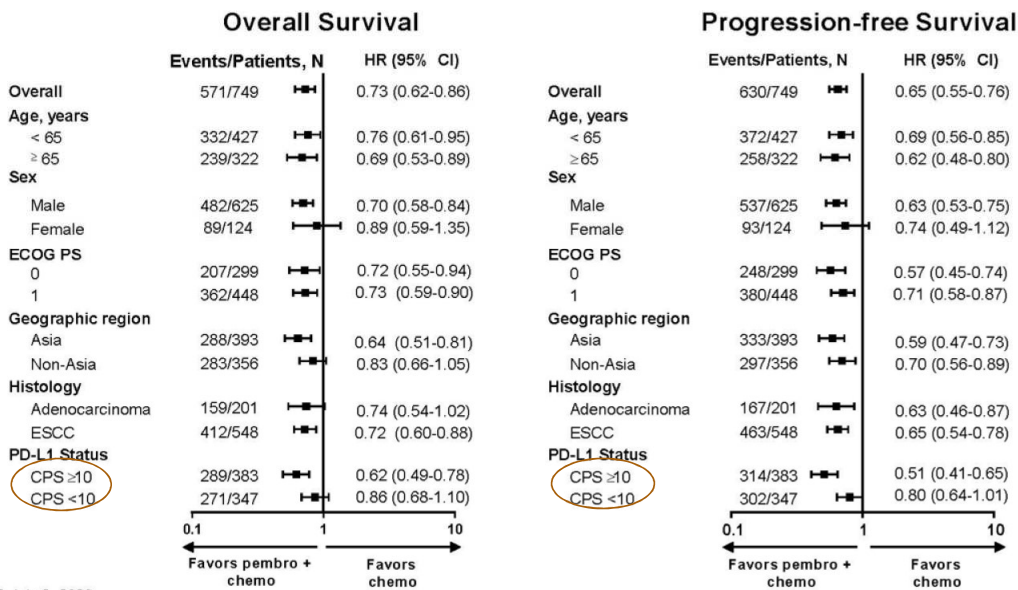 Overall Survival
Events/Patients, N HR (95% CI)
Overall 571/749 0.73 (0.62-0.86)
Age, years
< 65 332/427 0.76 (0.61-0.95)
≥ 65 239/322 0.69 (0.53-0.89)
Sex
Male 482/625 0.70 (0.58-0.84)
Female 89/124 0.89 (0.59-1.35)
ECOG PS
0 207/299 0.72 (0.55-0.94)
1 362/448 0.73 (0.59-0.90)
Geographic region
Asia 288/393 0.64 (0.51-0.81)
Non-Asia 283/356 0.83 (0.66-1.05)
Histology
Adenocarcinoma 159/201 0.74 (0.54-1.02)
ESCC 412/548 0.72 (0.60-0.88)
PD-L1 Status
CPS ≥10 289/383 0.62 (0.49-0.78)
CPS <10 271/347 0.86 (0.68-1.10)
0.1 1 10
Favors pembro + Favors
chemo chemo
Progression-free Survival
Events/Patients, N HR (95% CI)
Overall 630/749 0.65 (0.55-0.76)
Age, years
< 65 372/427 0.69 (0.56-0.85)
≥65 258/322 0.62 (0.48-0.80)
Sex
Male 537/625 0.63 (0.53-0.75)
Female 93/124 0.74 (0.49-1.12)
ECOG PS
0 248/299 0.57 (0.45-0.74)
1 380/448 0.71 (0.58-0.87)
Geographic region
Asia 333/393 0.59 (0.47-0.73)
Non-Asia 297/356 0.70 (0.56-0.89)
Histology
Adenocarcinoma 167/201 0.63 (0.46-0.87)
ESCC 463/548 0.65 (0.54-0.78)
PD-L1 Status
CPS ≥10 314/383 0.51 (0.41-0.65)
CPS <10 302/347 0.80 (0.64-1.01)
0.1 1 10
Favors pembro + Favors
chemo chemo